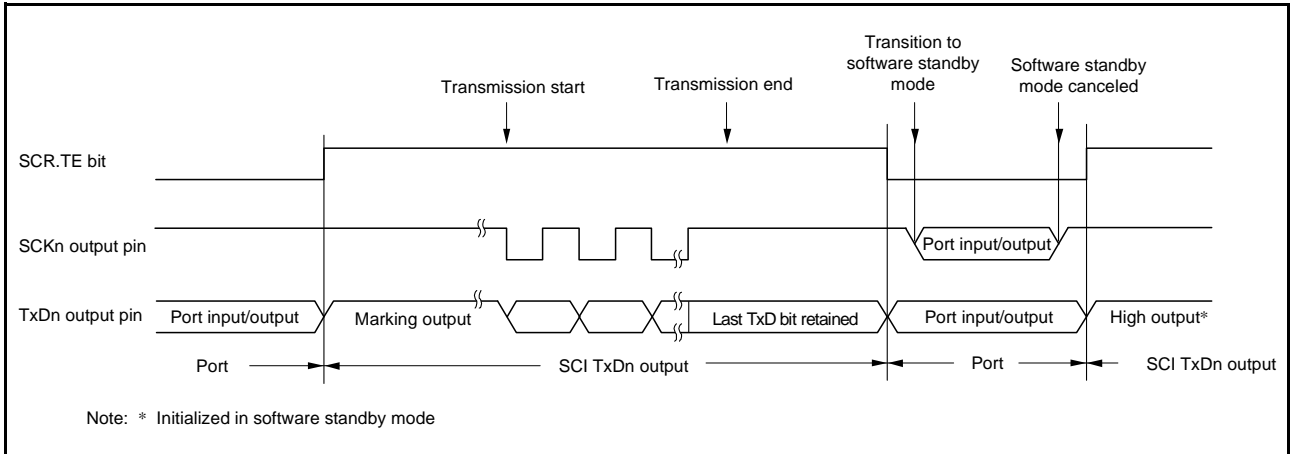 Transition to
software standby
mode
Software standby
mode canceled
Transmission start
Transmission end
SCR.TE bit
SCKn output pin
Port input/output
TxDn output pin
Port input/output
Marking output
Last TxD bit retained
Port input/output
High output*
Port
SCI TxDn output
Port
SCI TxDn output
Note: * Initialized in software standby mode